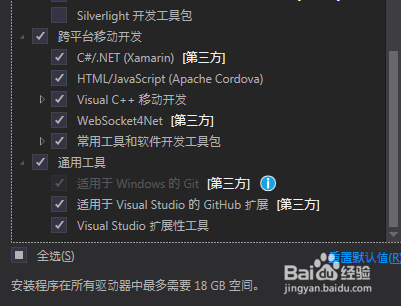 Silverlight 开发工具包
跨平台移动开发
C#/.NET (Xamarin) [第三方]
HTML/JavaScript (Apache Cordova)
Visual C++ 移动开发
WebSocket4Net [第三方]
常用工具和软件开发工具包
通用工具
适用于 Windows 的 Git [第三方]
适用于 Visual Studio 的 GitHub 扩展 [第三方]
Visual Studio 扩展性工具
全选(S)
重置默认值(R)
安装程序在所有驱动器中最多需要 18 GB 空间。
Baidu 经验
jingyan.baidu.com